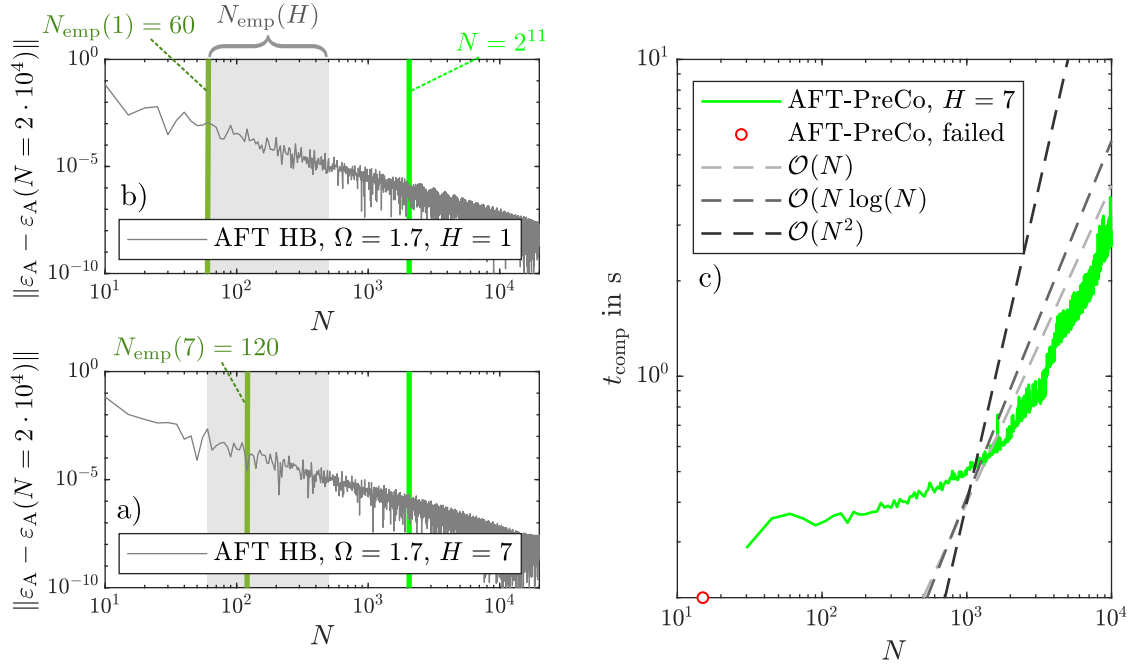 N_emp(1) = 60
N_emp(H)
N = 2^11
‖ε_A − ε_A(N = 2 · 10^4)‖
10^0
10^-5
10^-10
b)
AFT HB, Ω = 1.7, H = 1
10^1 10^2 10^3 10^4
N
N_emp(7) = 120
‖ε_A − ε_A(N = 2 · 10^4)‖
10^0
10^-5
10^-10
a)
AFT HB, Ω = 1.7, H = 7
10^1 10^2 10^3 10^4
N
t_comp in s
10^1
10^0
AFT-PreCo, H = 7
AFT-PreCo, failed
𝒪(N)
𝒪(N log(N)
𝒪(N^2)
c)
10^1 10^2 10^3 10^4
N